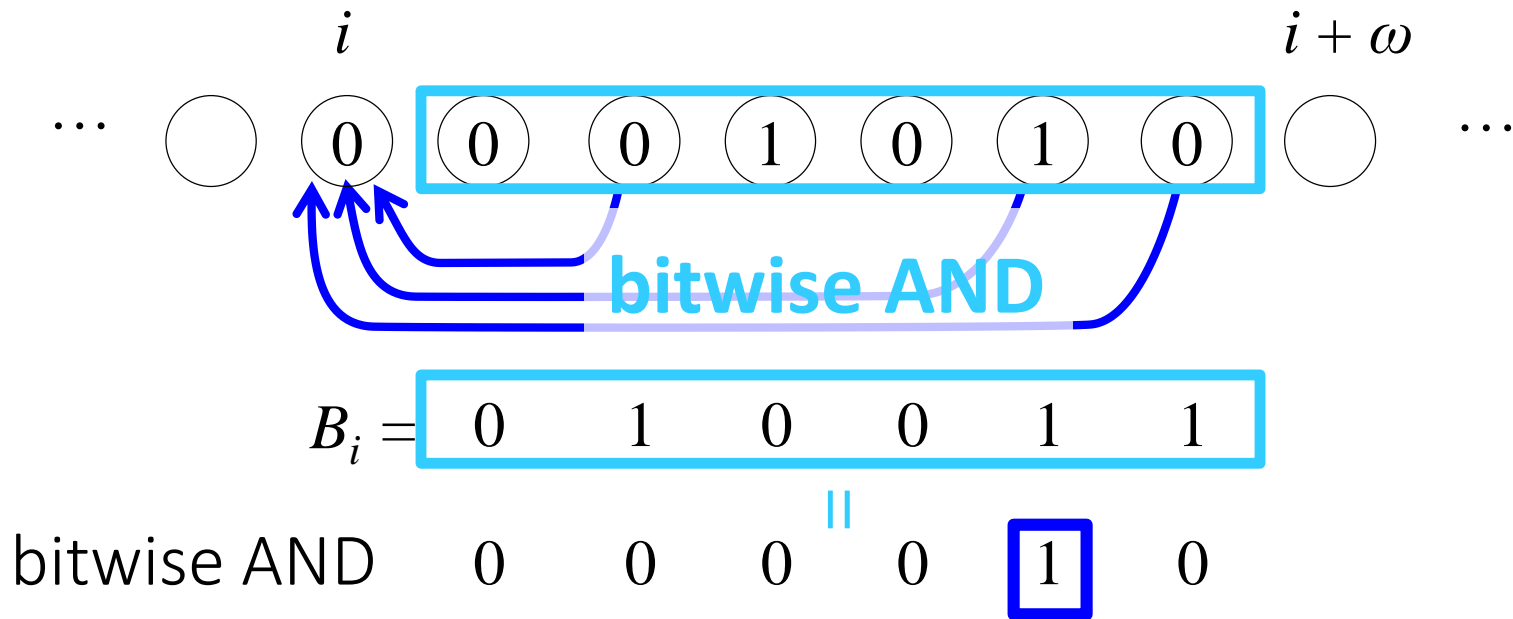 i i + ω
... 0 0 0 1 0 1 0 ...
bitwise AND
Bᵢ = 0 1 0 0 1 1
=
bitwise AND 0 0 0 0 1 0